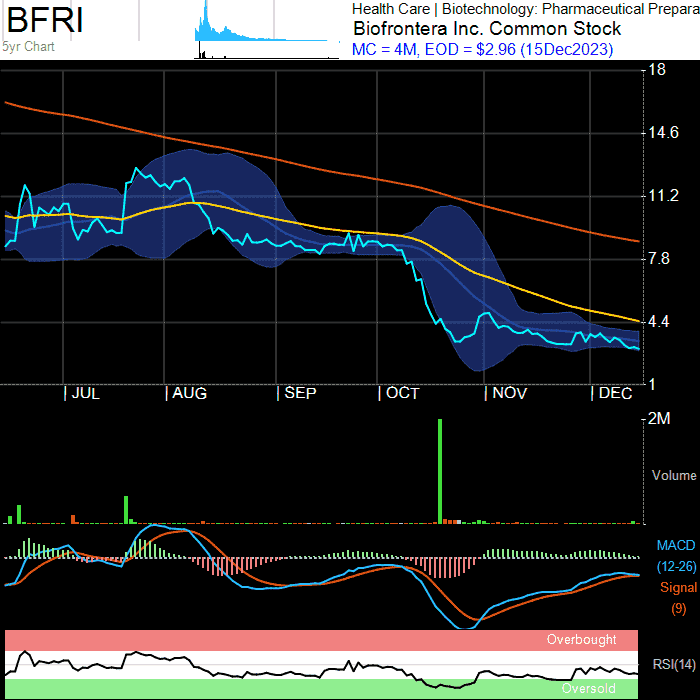 BFRI
5yr Chart
Health Care | Biotechnology: Pharmaceutical Prepara
Biofrontera Inc. Common Stock
MC = 4M, EOD = $2.96 (15Dec2023)
18
14.6
11.2
7.8
4.4
1
JUL AUG SEP OCT NOV DEC
2M
Volume
MACD
(12-26)
Signal
(9)
Overbought
RSI(14)
Oversold